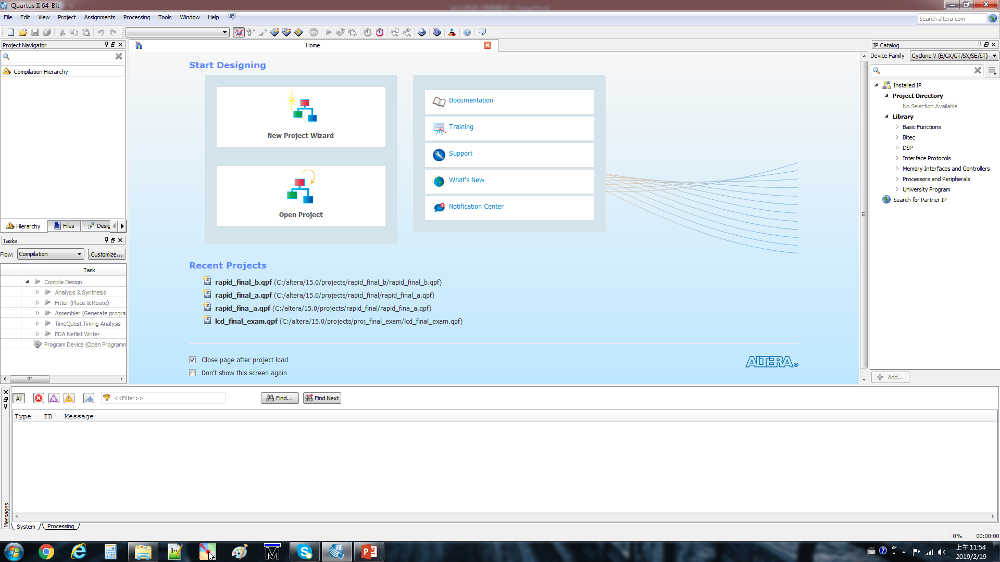 Quartus II 64-Bit
File Edit View Project Assignments Processing Tools Window Help
Search altera.com
Project Navigator
Compilation Hierarchy
Hierarchy Files Desig
Tasks
Flow: Compilation Customize...
Task
Compile Design
Analysis & Synthesis
Fitter (Place & Route)
Assembler (Generate progra
TimeQuest Timing Analysis
EDA Netlist Writer
Program Device (Open Programm
Home
Start Designing
New Project Wizard
Open Project
Documentation
Training
Support
What's New
Notification Center
Recent Projects
rapid_final_b.qpf (C:/altera/15.0/projects/rapid_final_b/rapid_final_b.qpf)
rapid_final_a.qpf (C:/altera/15.0/projects/rapid_final/rapid_final_a.qpf)
rapid_fina_a.qpf (C:/altera/15.0/projects/rapid_final/rapid_fina_a.qpf)
lcd_final_exam.qpf (C:/altera/15.0/projects/proj_final_exam/lcd_final_exam.qpf)
Close page after project load
Don't show this screen again
ALTERA®
IP Catalog
Device Family Cyclone V (E/GX/GT/SX/SE/ST)
Installed IP
Project Directory
No Selection Available
Library
Basic Functions
Bitec
DSP
Interface Protocols
Memory Interfaces and Controllers
Processors and Peripherals
University Program
Search for Partner IP
Add...
All <<Filter>> Find... Find Next
Type ID Message
Messages
System Processing
0% 00:00:00
上午 11:54
2019/2/19